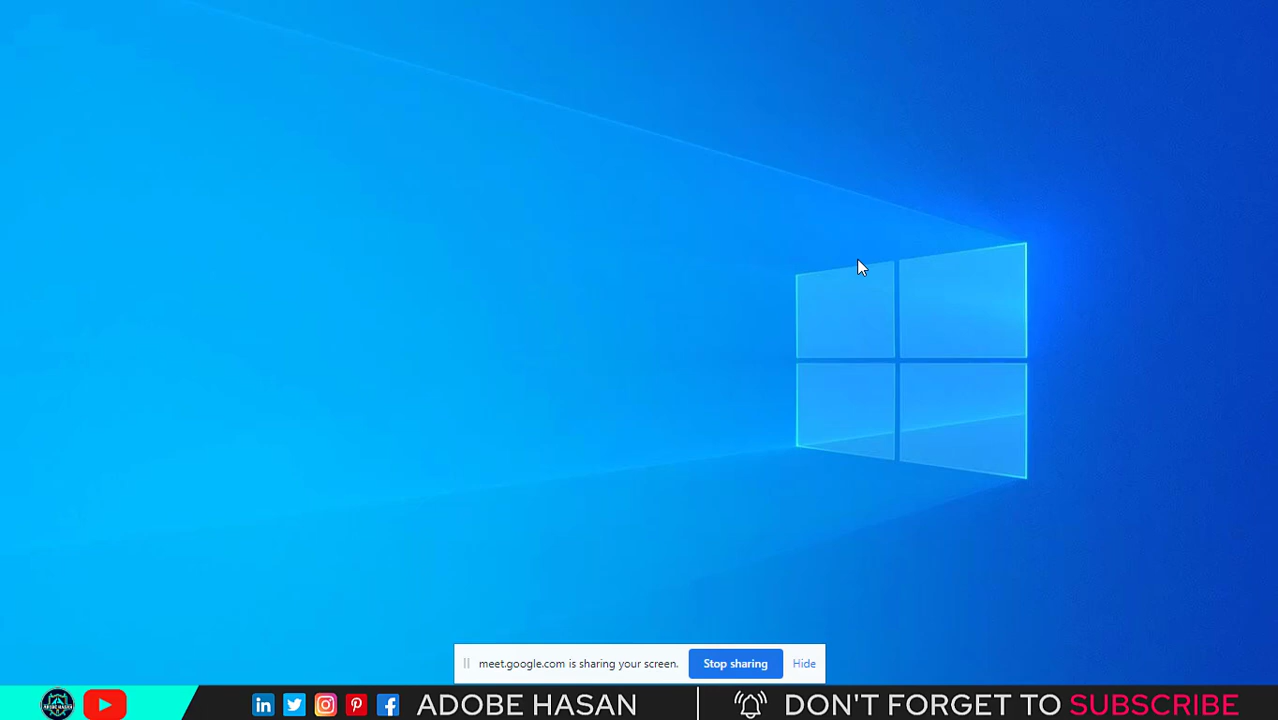 meet.google.com is sharing your screen. Stop sharing Hide
ADOBE HASAN DON'T FORGET TO SUBSCRIBE